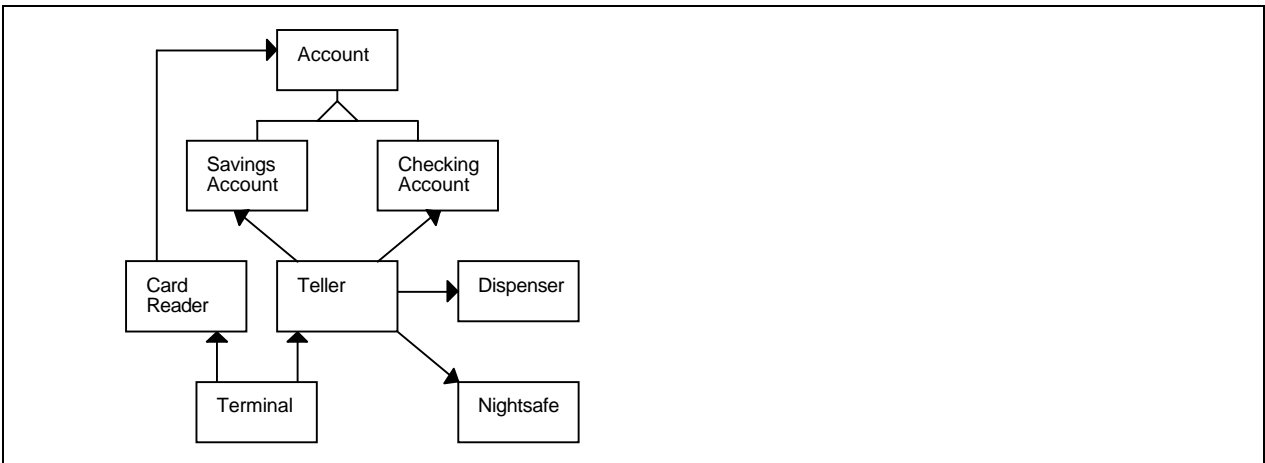 Account
Savings
Account
Checking
Account
Card
Reader
Teller
Dispenser
Terminal
Nightsafe